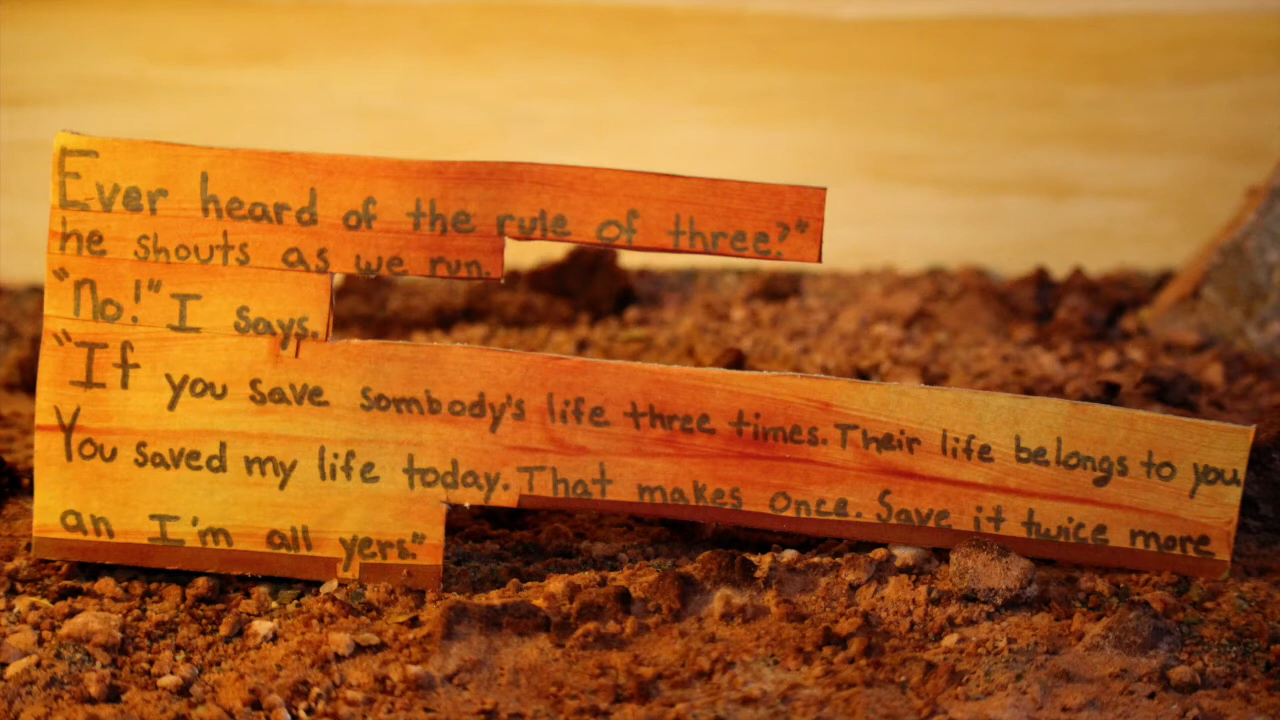 Ever heard of the rule of three?"
he shouts as we run.
"No!" I says.
"If you save sombody's life three times. Their life belongs to you
You saved my life today. That makes once. Save it twice more
an I'm all yers."